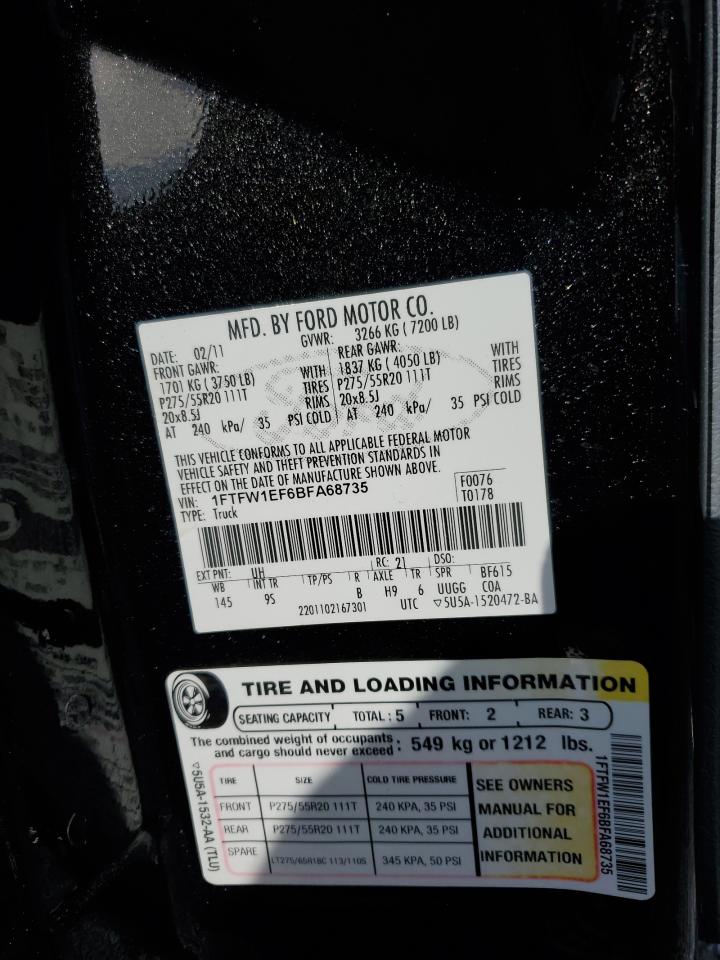 MFD. BY FORD MOTOR CO.
DATE: 02/11 GVWR: 3266 KG ( 7200 LB)
FRONT GAWR: REAR GAWR: WITH
1701 KG ( 3750 LB) WITH 1837 KG ( 4050 LB) TIRES
P275/55R20 111T TIRES P275/55R20 111T RIMS
20x8.5J RIMS 20x8.5J
AT 240 kPa/ 35 PSI COLD AT 240 kPa/ 35 PSI COLD
THIS VEHICLE CONFORMS TO ALL APPLICABLE FEDERAL MOTOR
VEHICLE SAFETY AND THEFT PREVENTION STANDARDS IN
EFFECT ON THE DATE OF MANUFACTURE SHOWN ABOVE.
VIN: 1FTFW1EF6BFA68735 F0076
TYPE: Truck T0178
EXT PNT: UH RC: 21 DSO:
WB INT TR TP/PS R AXLE TR SPR BF615
145 9S B H9 6 UUGG COA
2201102167301 UTC ▽5U5A-1520472-BA
TIRE AND LOADING INFORMATION
SEATING CAPACITY TOTAL : 5 FRONT: 2 REAR: 3
The combined weight of occupants
and cargo should never exceed : 549 kg or 1212 lbs.
TIRE SIZE COLD TIRE PRESSURE
FRONT P275/55R20 111T 240 KPA, 35 PSI
REAR P275/55R20 111T 240 KPA, 35 PSI
SPARE LT275/65R18C 113/110S 345 KPA, 50 PSI
SEE OWNERS
MANUAL FOR
ADDITIONAL
INFORMATION
▽5U5A-1532-AA (TLU)
1FTFW1EF6BFA68735